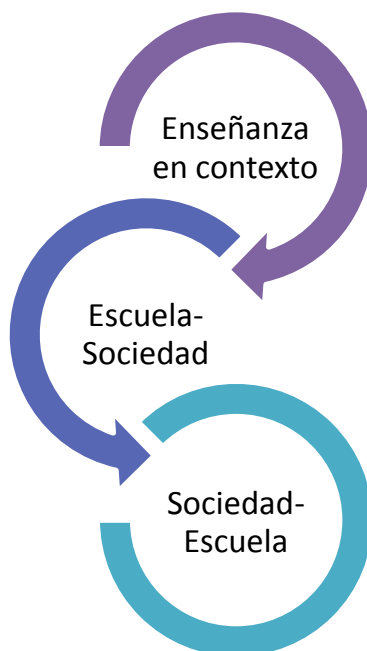 Enseñanza
en contexto
Escuela-
Sociedad
Sociedad-
Escuela